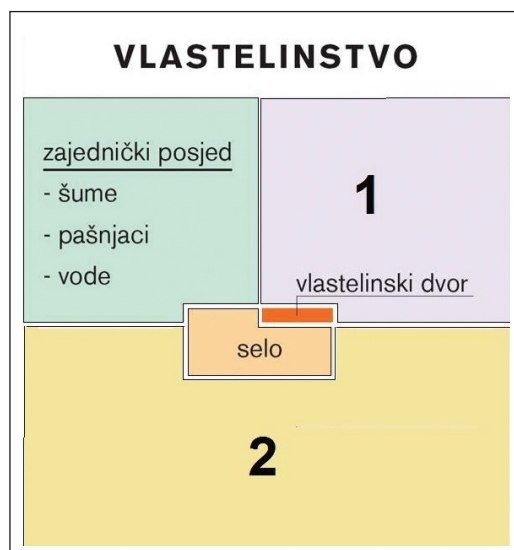 VLASTELINSTVO
zajednički posjed
- šume
- pašnjaci
- vode
1
vlastelinski dvor
selo
2